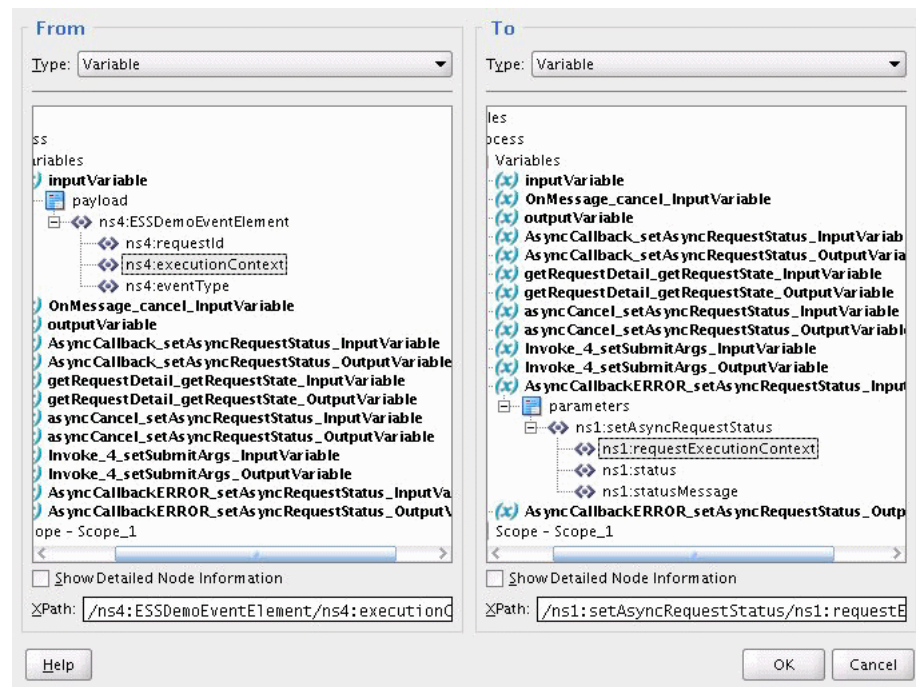 From
Type: Variable
ss
ariables
inputVariable
payload
ns4:ESSDemoEventElement
ns4:requestId
ns4:executionContext
ns4:eventType
OnMessage_cancel_InputVariable
outputVariable
AsyncCallback_setAsyncRequestStatus_InputVariable
AsyncCallback_setAsyncRequestStatus_OutputVariable
getRequestDetail_getRequestState_InputVariable
getRequestDetail_getRequestState_OutputVariable
asyncCancel_setAsyncRequestStatus_InputVariable
asyncCancel_setAsyncRequestStatus_OutputVariable
Invoke_4_setSubmitArgs_InputVariable
Invoke_4_setSubmitArgs_OutputVariable
AsyncCallbackERROR_setAsyncRequestStatus_InputVa
AsyncCallbackERROR_setAsyncRequestStatus_OutputV
ope - Scope_1
Show Detailed Node Information
XPath: /ns4:ESSDemoEventElement/ns4:executionC
To
Type: Variable
les
ocess
Variables
(x) inputVariable
(x) OnMessage_cancel_InputVariable
(x) outputVariable
(x) AsyncCallback_setAsyncRequestStatus_InputVariab
(x) AsyncCallback_setAsyncRequestStatus_OutputVaria
(x) getRequestDetail_getRequestState_InputVariable
(x) getRequestDetail_getRequestState_OutputVariable
(x) asyncCancel_setAsyncRequestStatus_InputVariable
(x) asyncCancel_setAsyncRequestStatus_OutputVariabl
(x) Invoke_4_setSubmitArgs_InputVariable
(x) Invoke_4_setSubmitArgs_OutputVariable
(x) AsyncCallbackERROR_setAsyncRequestStatus_Input
parameters
ns1:setAsyncRequestStatus
ns1:requestExecutionContext
ns1:status
ns1:statusMessage
(x) AsyncCallbackERROR_setAsyncRequestStatus_Outp
Scope - Scope_1
Show Detailed Node Information
XPath: /ns1:setAsyncRequestStatus/ns1:requestE
Help
OK
Cancel